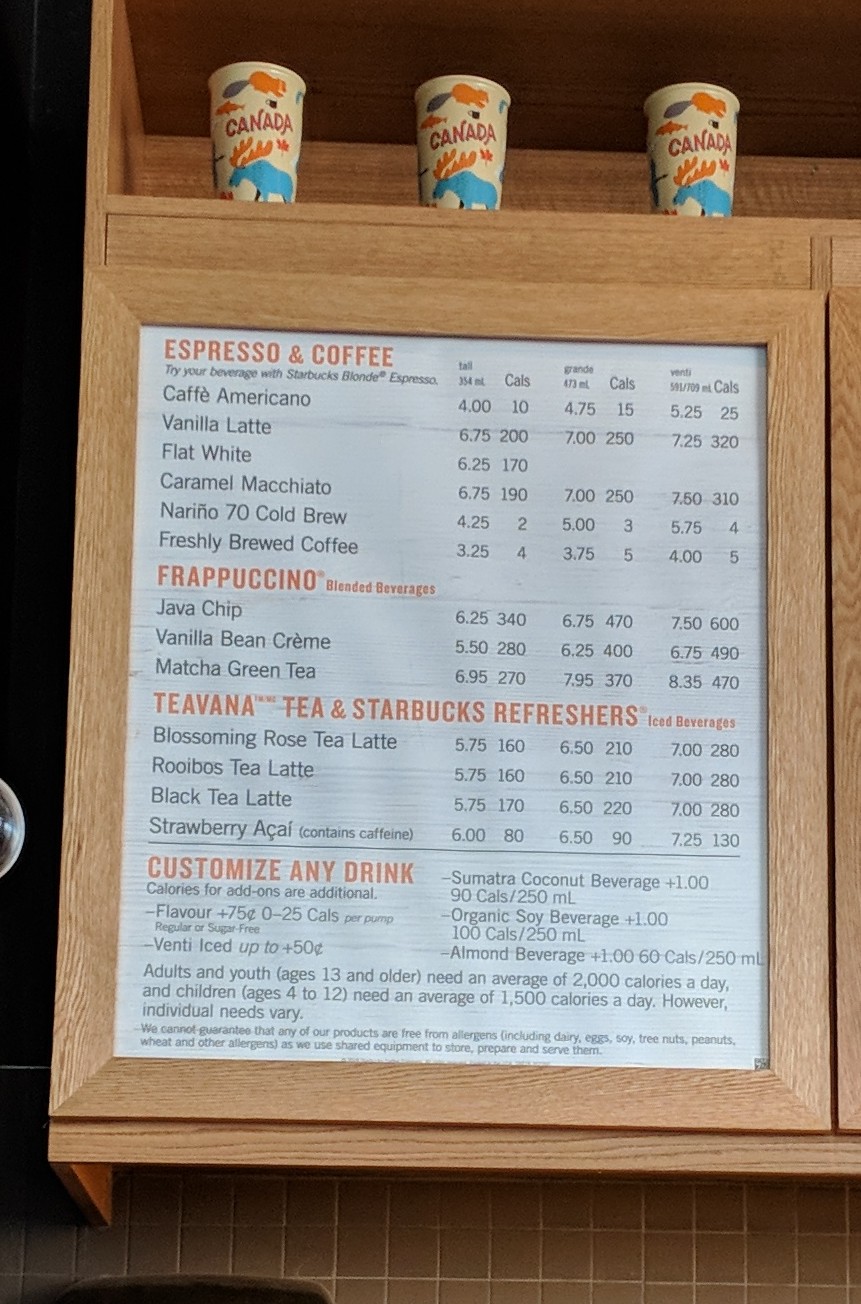 CANADA CANADA CANADA
ESPRESSO & COFFEE
Try your beverage with Starbucks Blonde® Espresso.
tall 354 mL Cals grande 473 mL Cals venti 591/709 mL Cals
Caffè Americano 4.00 10 4.75 15 5.25 25
Vanilla Latte 6.75 200 7.00 250 7.25 320
Flat White 6.25 170
Caramel Macchiato 6.75 190 7.00 250 7.50 310
Nariño 70 Cold Brew 4.25 2 5.00 3 5.75 4
Freshly Brewed Coffee 3.25 4 3.75 5 4.00 5
FRAPPUCCINO® Blended Beverages
Java Chip 6.25 340 6.75 470 7.50 600
Vanilla Bean Crème 5.50 280 6.25 400 6.75 490
Matcha Green Tea 6.95 270 7.95 370 8.35 470
TEAVANA™/MC TEA & STARBUCKS REFRESHERS® Iced Beverages
Blossoming Rose Tea Latte 5.75 160 6.50 210 7.00 280
Rooibos Tea Latte 5.75 160 6.50 210 7.00 280
Black Tea Latte 5.75 170 6.50 220 7.00 280
Strawberry Açaí (contains caffeine) 6.00 80 6.50 90 7.25 130
CUSTOMIZE ANY DRINK
Calories for add-ons are additional.
–Flavour +75¢ 0–25 Cals per pump
Regular or Sugar-Free
–Venti Iced up to +50¢
–Sumatra Coconut Beverage +1.00
90 Cals/250 mL
–Organic Soy Beverage +1.00
100 Cals/250 mL
–Almond Beverage +1.00 60 Cals/250 mL
Adults and youth (ages 13 and older) need an average of 2,000 calories a day,
and children (ages 4 to 12) need an average of 1,500 calories a day. However,
individual needs vary.
We cannot guarantee that any of our products are free from allergens (including dairy, eggs, soy, tree nuts, peanuts,
wheat and other allergens) as we use shared equipment to store, prepare and serve them.